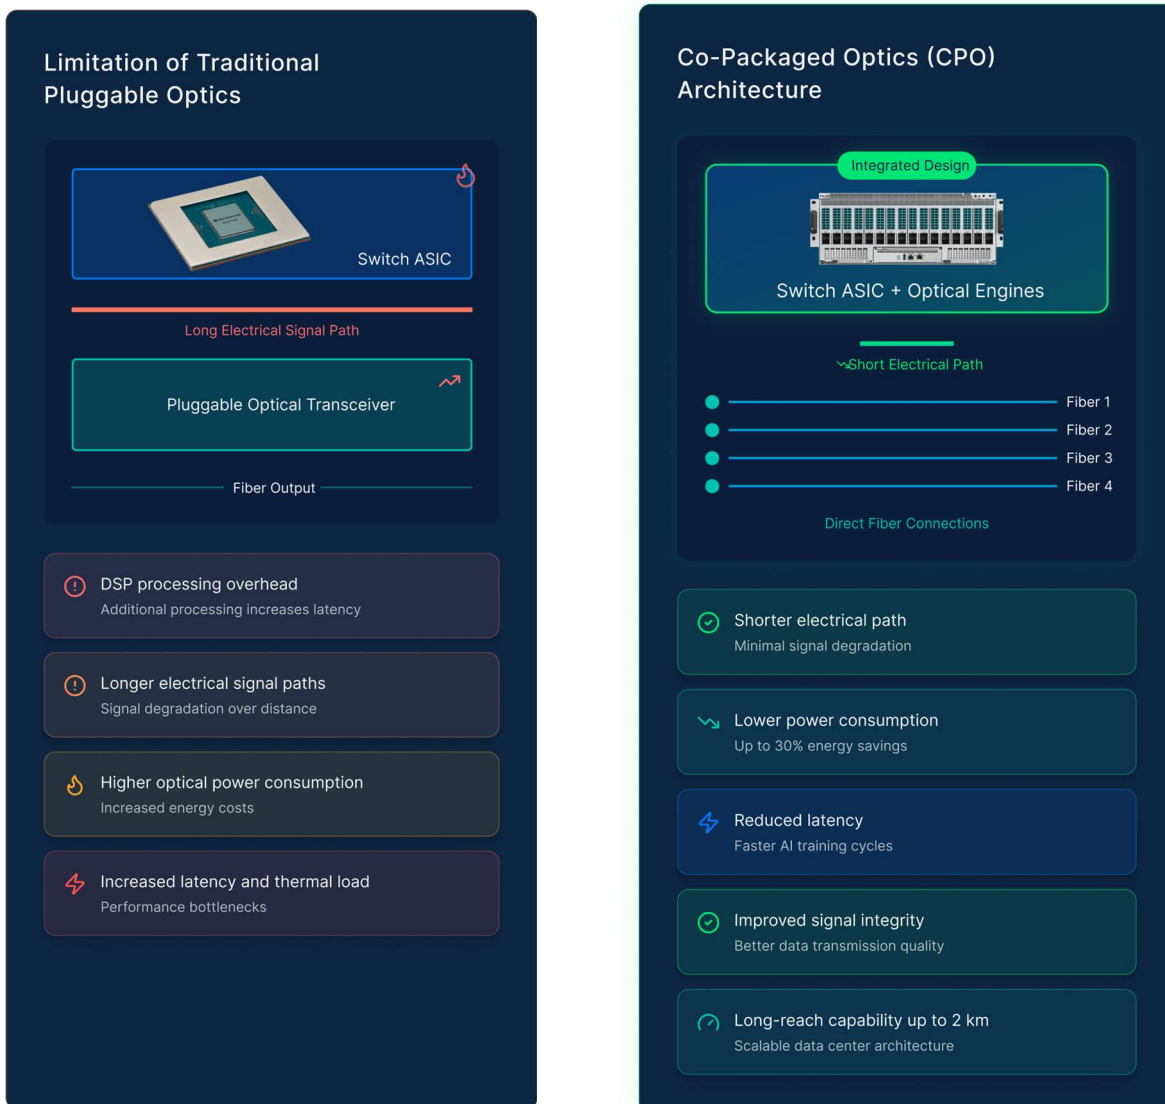 Limitation of Traditional
Pluggable Optics
Switch ASIC
Long Electrical Signal Path
Pluggable Optical Transceiver
Fiber Output
DSP processing overhead
Additional processing increases latency
Longer electrical signal paths
Signal degradation over distance
Higher optical power consumption
Increased energy costs
Increased latency and thermal load
Performance bottlenecks
Co-Packaged Optics (CPO)
Architecture
Integrated Design
Switch ASIC + Optical Engines
Short Electrical Path
Fiber 1
Fiber 2
Fiber 3
Fiber 4
Direct Fiber Connections
Shorter electrical path
Minimal signal degradation
Lower power consumption
Up to 30% energy savings
Reduced latency
Faster AI training cycles
Improved signal integrity
Better data transmission quality
Long-reach capability up to 2 km
Scalable data center architecture